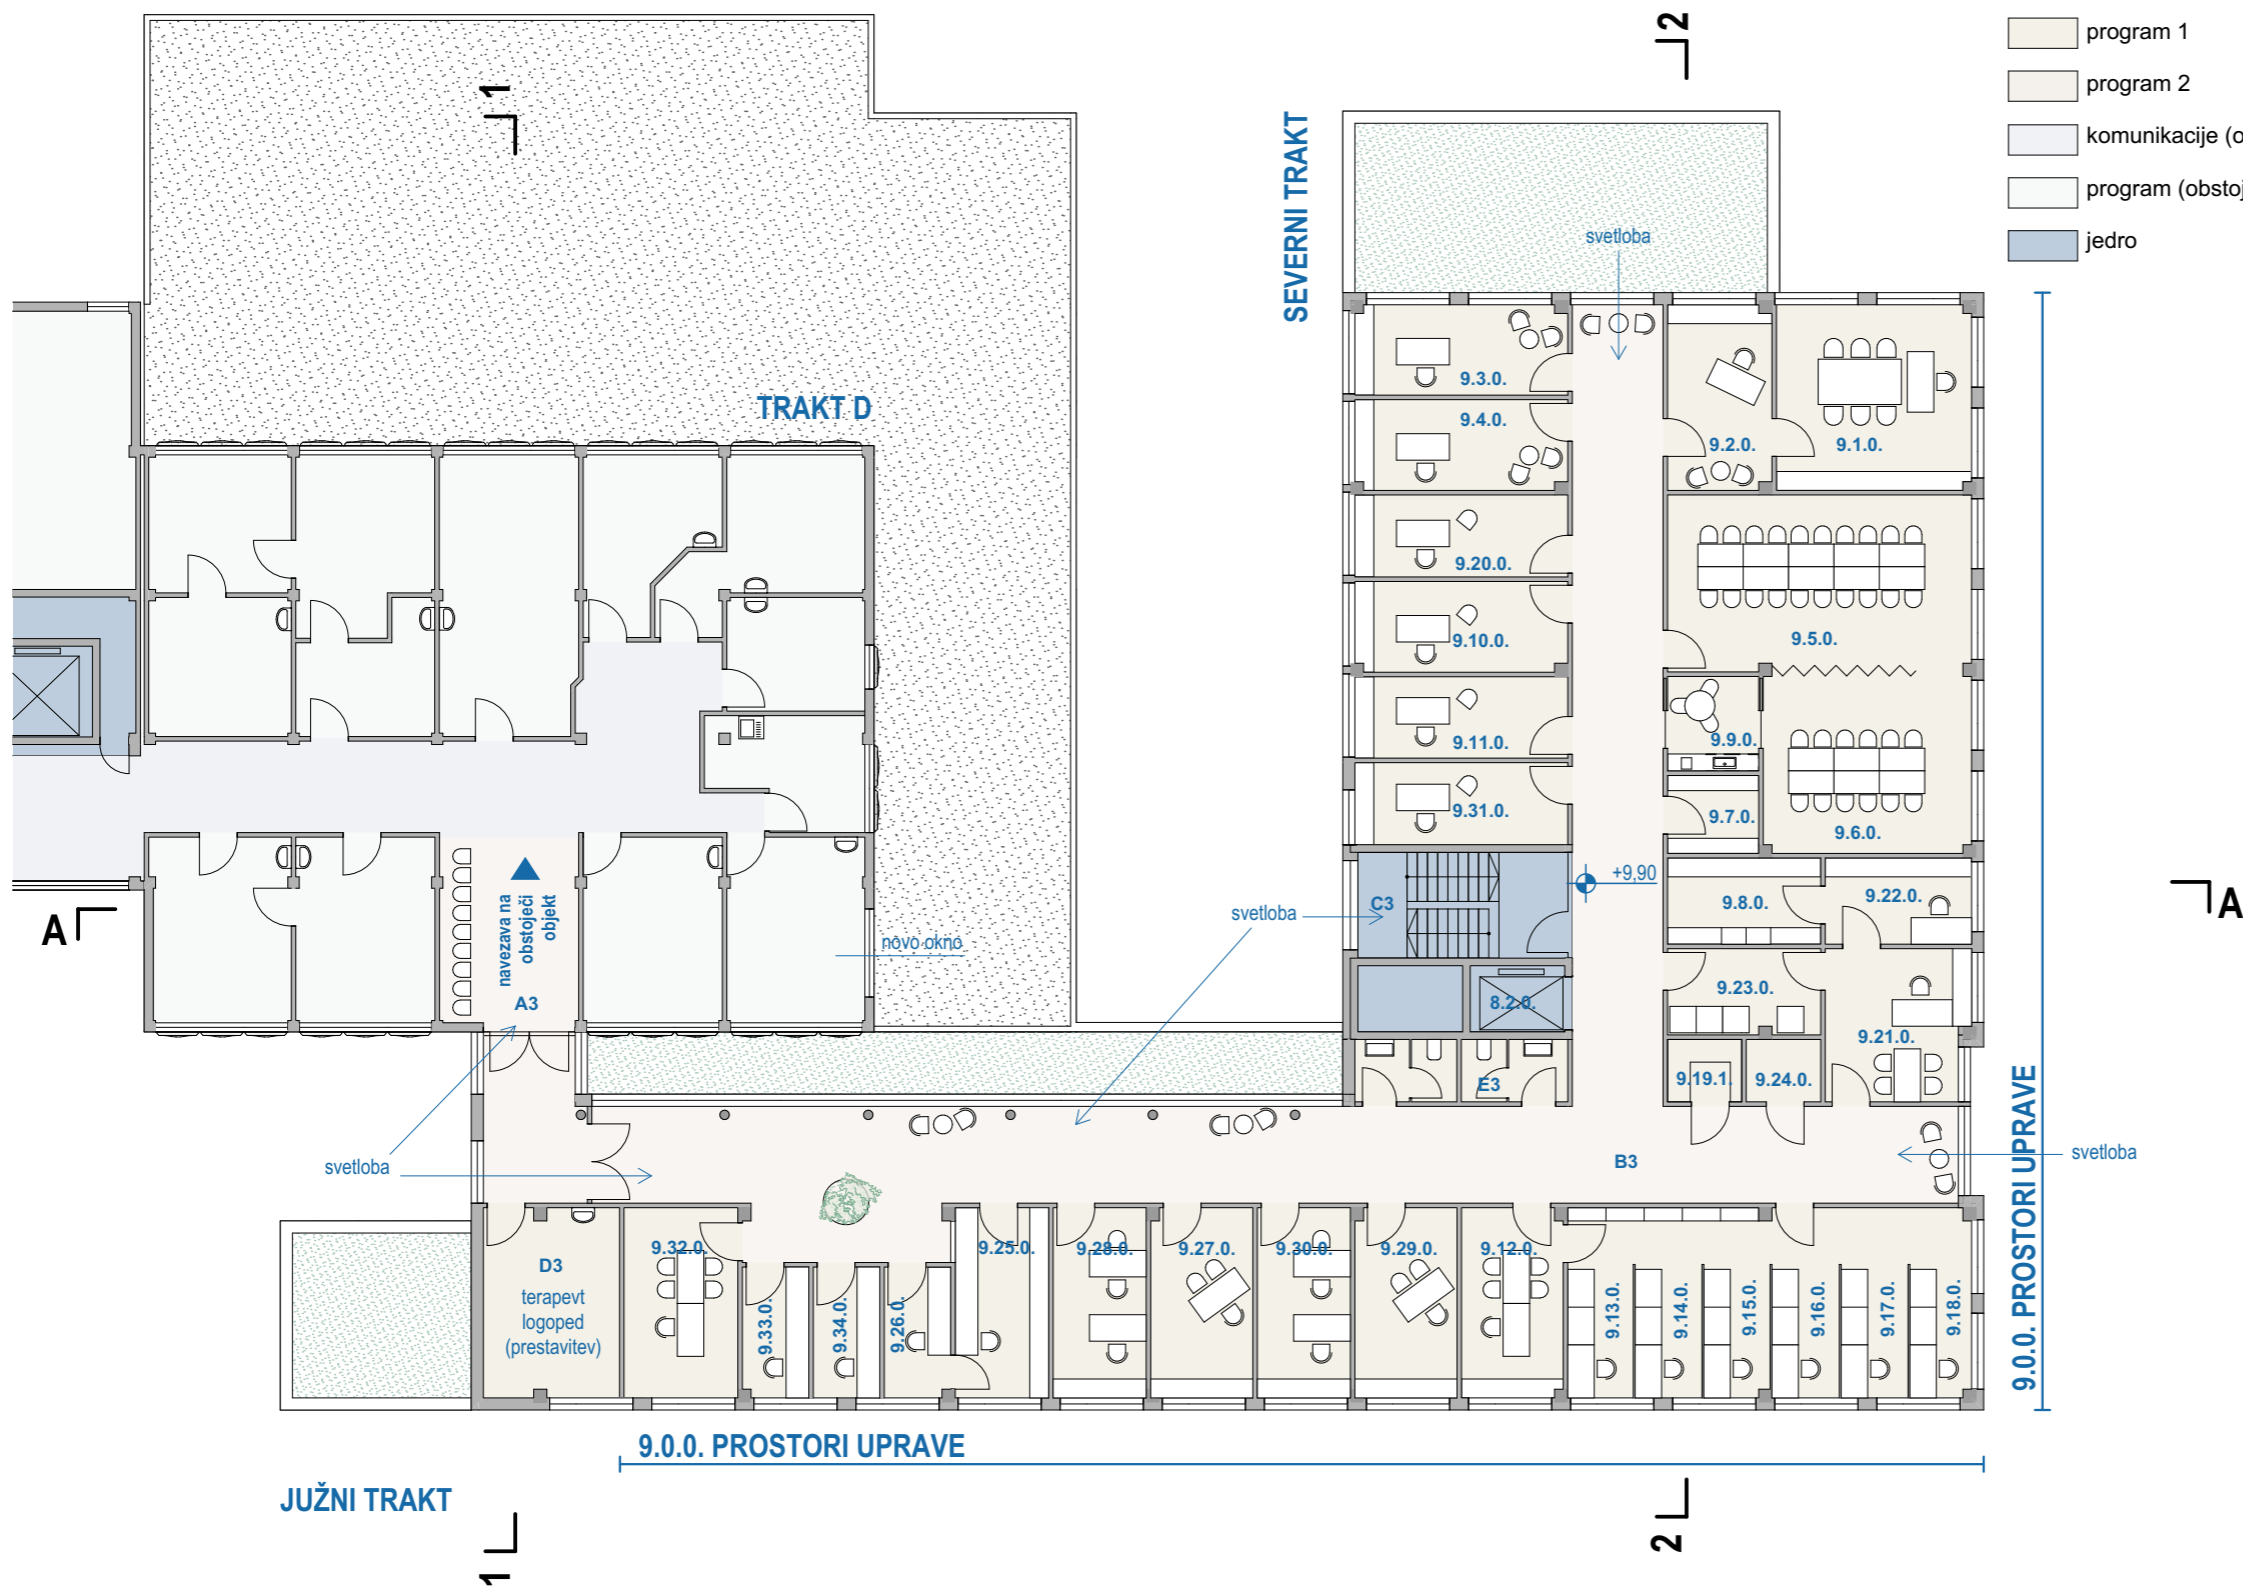 program 1
program 2
komunikacije (o
program (obstoj
jedro
1
2
SEVERNI TRAKT
svetloba
TRAKT D
9.3.0.
9.4.0.
9.2.0.
9.1.0.
9.20.0.
9.10.0.
9.5.0.
9.11.0.
9.9.0.
9.31.0.
9.7.0.
9.6.0.
+9,90
C3
svetloba
9.8.0.
9.22.0.
A
A
navezava na
obstoječi
objekt
A3
novo okno
8.2.0.
9.23.0.
9.21.0.
E3
9.19.1.
9.24.0.
svetloba
B3
svetloba
9.0.0. PROSTORI UPRAVE
D3
terapevt
logoped
(prestavitev)
9.32.0.
9.33.0.
9.34.0.
9.26.0.
9.25.0.
9.28.0.
9.27.0.
9.30.0.
9.29.0.
9.12.0.
9.13.0.
9.14.0.
9.15.0.
9.16.0.
9.17.0.
9.18.0.
9.0.0. PROSTORI UPRAVE
JUŽNI TRAKT
1
2